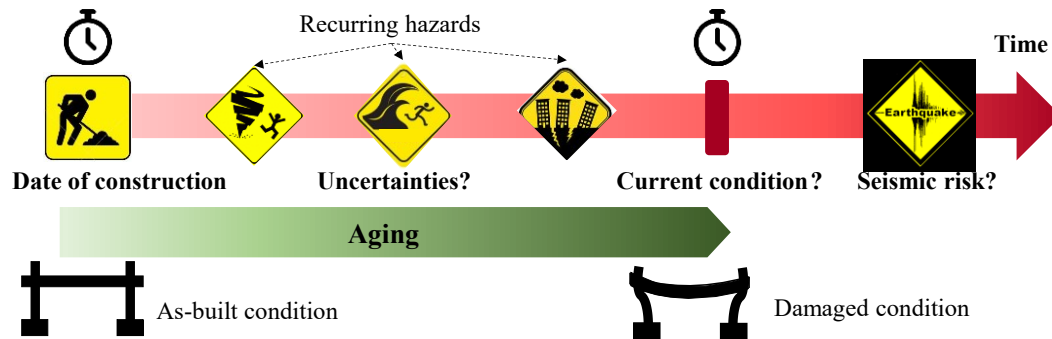 Recurring hazards
Time
Earthquake
Date of construction
Uncertainties?
Current condition?
Seismic risk?
Aging
As-built condition
Damaged condition